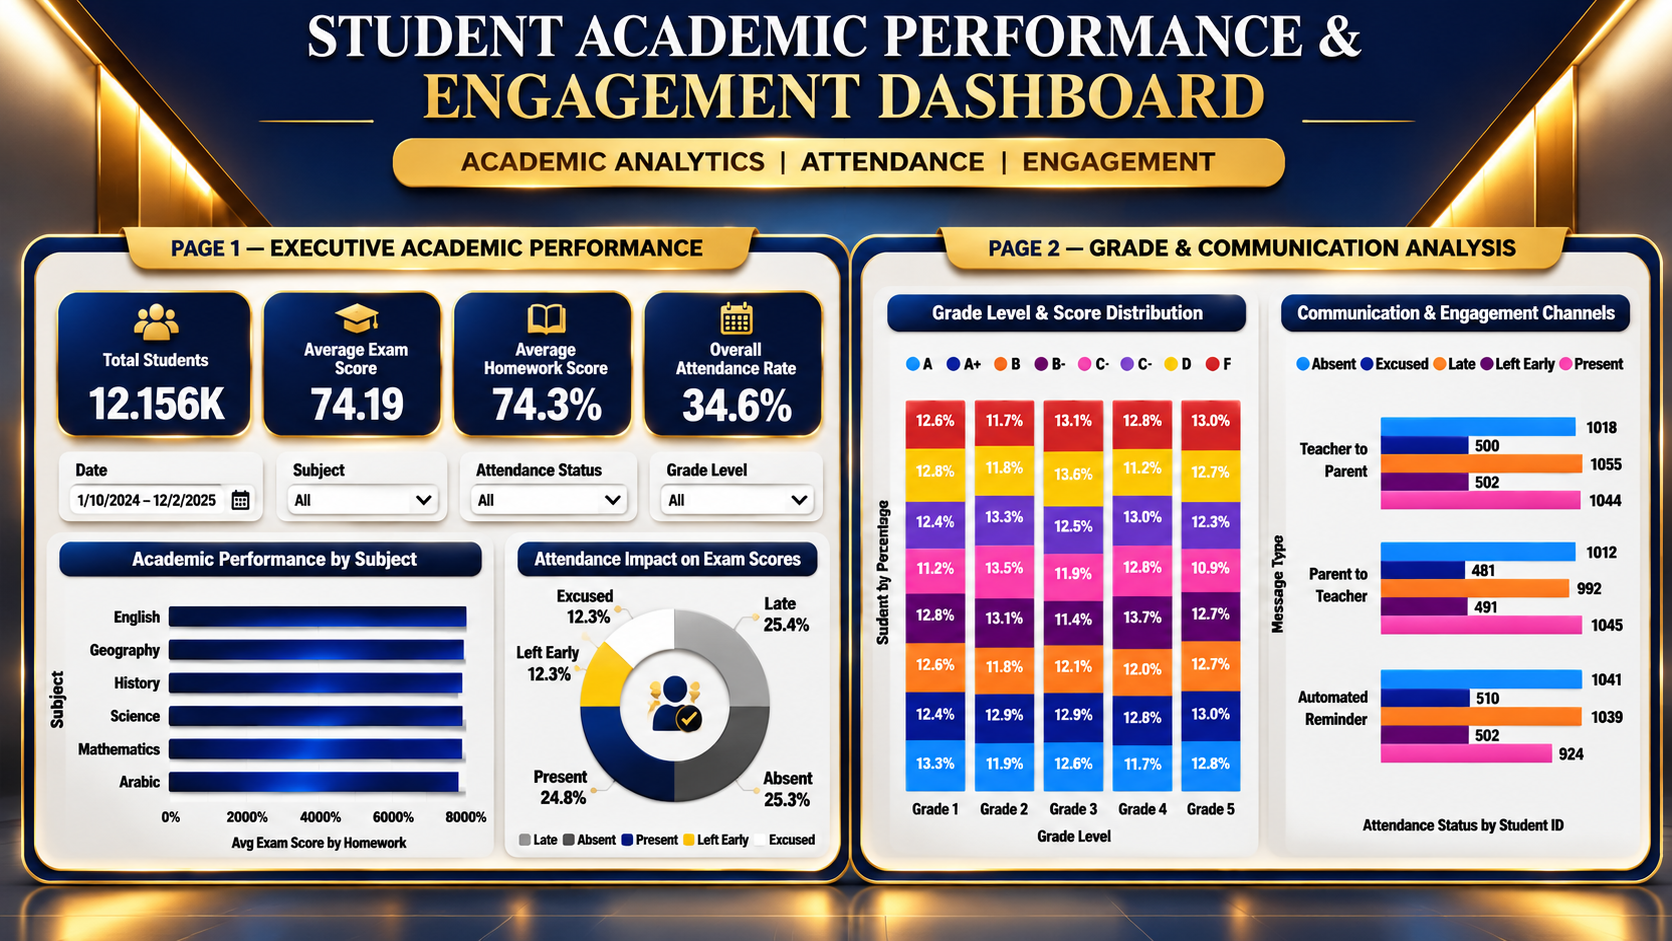 STUDENT ACADEMIC PERFORMANCE &
ENGAGEMENT DASHBOARD
ACADEMIC ANALYTICS | ATTENDANCE | ENGAGEMENT
PAGE 1 — EXECUTIVE ACADEMIC PERFORMANCE
Total Students
12.156K
Average Exam
Score
74.19
Average
Homework Score
74.3%
Overall
Attendance Rate
34.6%
Date
1/10/2024 – 12/2/2025
Subject
All
Attendance Status
All
Grade Level
All
Academic Performance by Subject
Subject
English
Geography
History
Science
Mathematics
Arabic
0% 2000% 4000% 6000% 8000%
Avg Exam Score by Homework
Attendance Impact on Exam Scores
Excused
12.3%
Late
25.4%
Left Early
12.3%
Present
24.8%
Absent
25.3%
Late Absent Present Left Early Excused
PAGE 2 — GRADE & COMMUNICATION ANALYSIS
Grade Level & Score Distribution
A A+ B B- C- C- D F
Student by Percentage
12.6% 11.7% 13.1% 12.8% 13.0%
12.8% 11.8% 13.6% 11.2% 12.7%
12.4% 13.3% 12.5% 13.0% 12.3%
11.2% 13.5% 11.9% 12.8% 10.9%
12.8% 13.1% 11.4% 13.7% 12.7%
12.6% 11.8% 12.1% 12.0% 12.7%
12.4% 12.9% 12.9% 12.8% 13.0%
13.3% 11.9% 12.6% 11.7% 12.8%
Grade 1 Grade 2 Grade 3 Grade 4 Grade 5
Grade Level
Communication & Engagement Channels
Absent Excused Late Left Early Present
Message Type
Teacher to
Parent
1018
500
1055
502
1044
Parent to
Teacher
1012
481
992
491
1045
Automated
Reminder
1041
510
1039
502
924
Attendance Status by Student ID